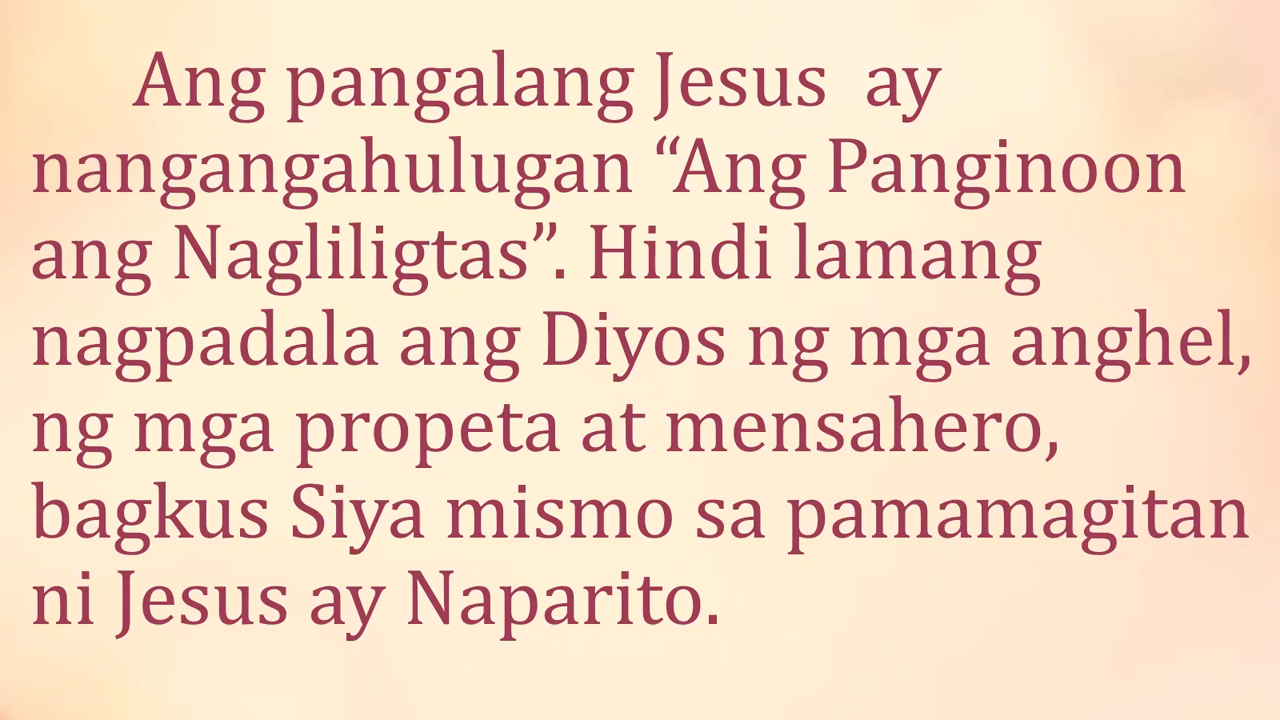 Ang pangalang Jesus  ay
nangangahulugan “Ang Panginoon
ang Nagliligtas”. Hindi lamang
nagpadala ang Diyos ng mga anghel,
ng mga propeta at mensahero,
bagkus Siya mismo sa pamamagitan
ni Jesus ay Naparito.